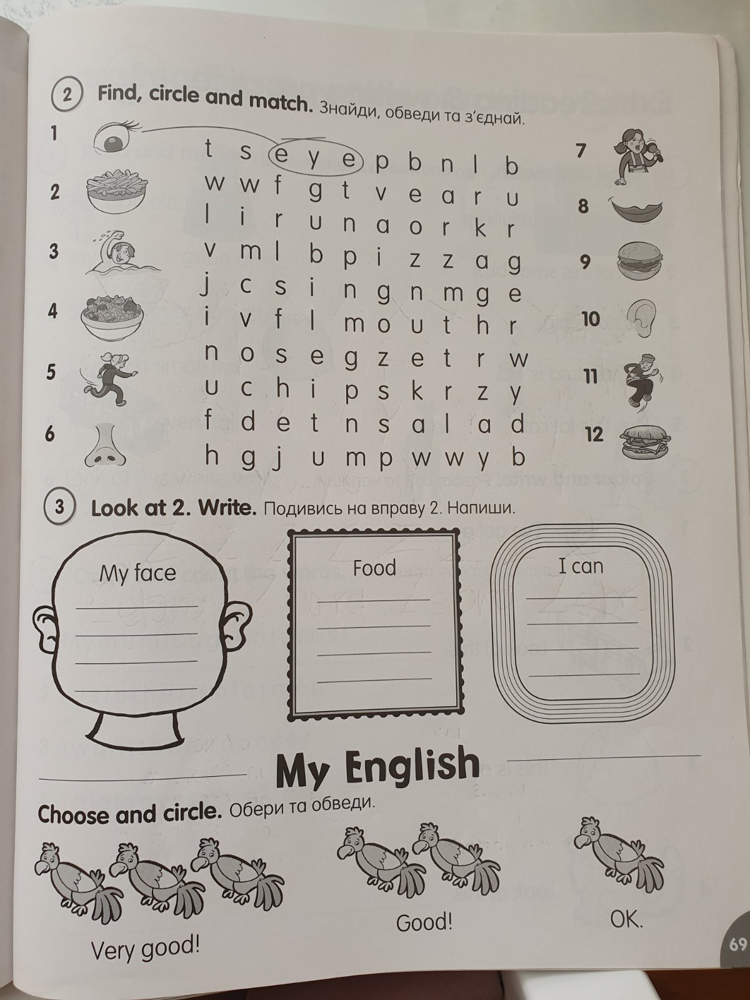 2 Find, circle and match. Знайди, обведи та з’єднай.
1
2
3
4
5
6
t s e y e p b n l b
w w f g t v e a r u
l i r u n a o r k r
v m l b p i z z a g
j c s i n g n m g e
i v f l m o u t h r
n o s e g z e t r w
u c h i p s k r z y
f d e t n s a l a d
h g j u m p w w y b
7
8
9
10
11
12
3 Look at 2. Write. Подивись на вправу 2. Напиши.
My face
Food
I can
My English
Choose and circle. Обери та обведи.
Very good!
Good!
OK.
69